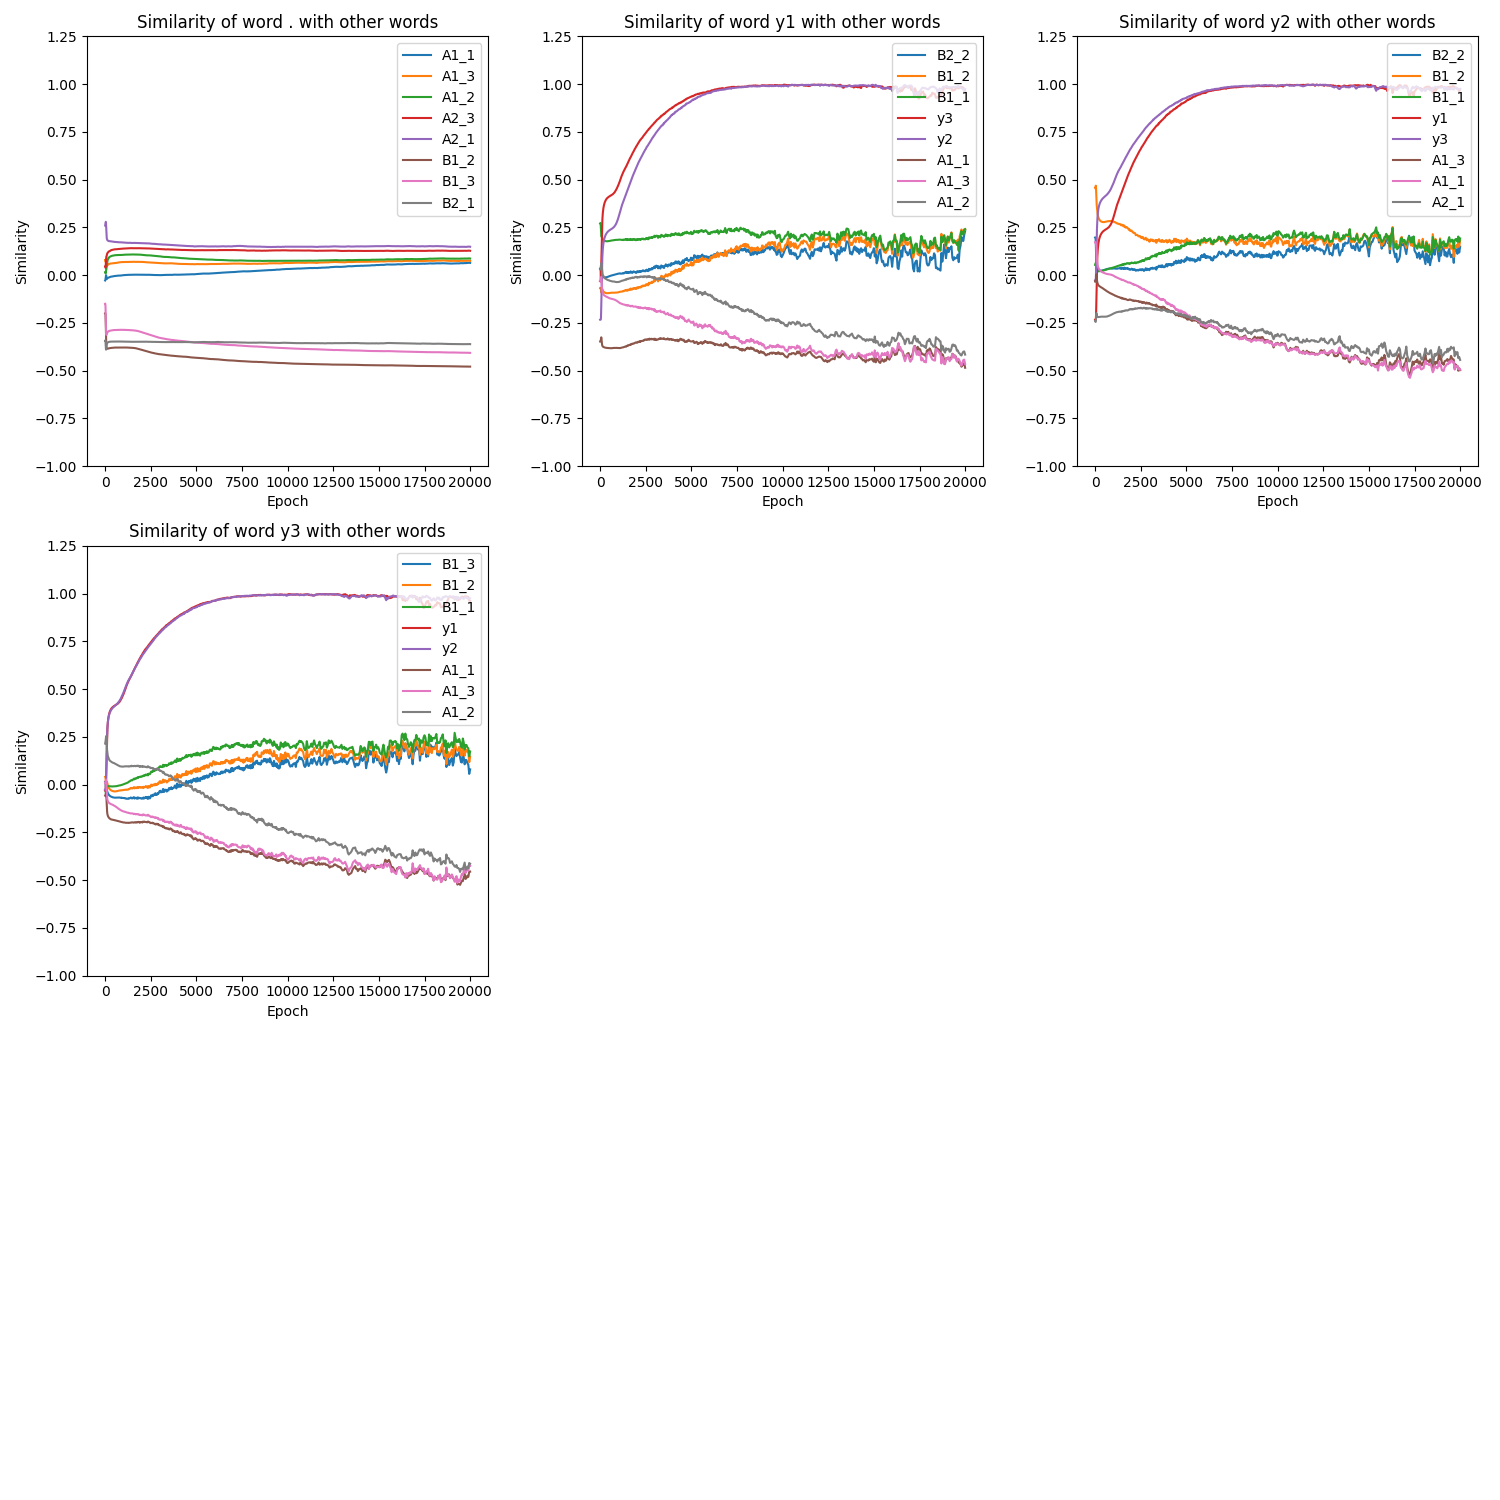 Similarity of word . with other words
1.25
1.00
0.75
0.50
0.25
0.00
−0.25
−0.50
−0.75
−1.00
Similarity
0 2500 5000 7500 10000 12500 15000 17500 20000
Epoch
A1_1
A1_3
A1_2
A2_3
A2_1
B1_2
B1_3
B2_1
Similarity of word y1 with other words
1.25
1.00
0.75
0.50
0.25
0.00
−0.25
−0.50
−0.75
−1.00
Similarity
0 2500 5000 7500 10000 12500 15000 17500 20000
Epoch
B2_2
B1_2
B1_1
y3
y2
A1_1
A1_3
A1_2
Similarity of word y2 with other words
1.25
1.00
0.75
0.50
0.25
0.00
−0.25
−0.50
−0.75
−1.00
Similarity
0 2500 5000 7500 10000 12500 15000 17500 20000
Epoch
B2_2
B1_2
B1_1
y1
y3
A1_3
A1_1
A2_1
Similarity of word y3 with other words
1.25
1.00
0.75
0.50
0.25
0.00
−0.25
−0.50
−0.75
−1.00
Similarity
0 2500 5000 7500 10000 12500 15000 17500 20000
Epoch
B1_3
B1_2
B1_1
y1
y2
A1_1
A1_3
A1_2